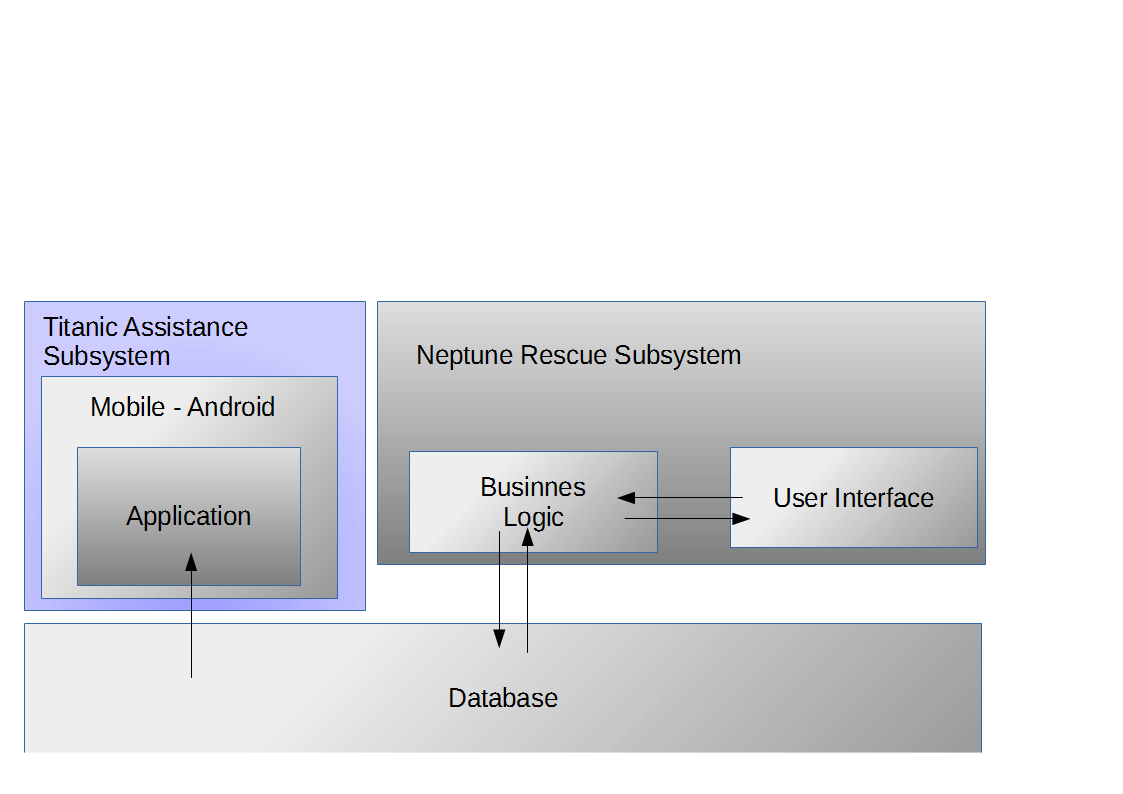 Titanic Assistance
Subsystem
Mobile - Android
Application
Neptune Rescue Subsystem
Businnes
Logic
User Interface
Database